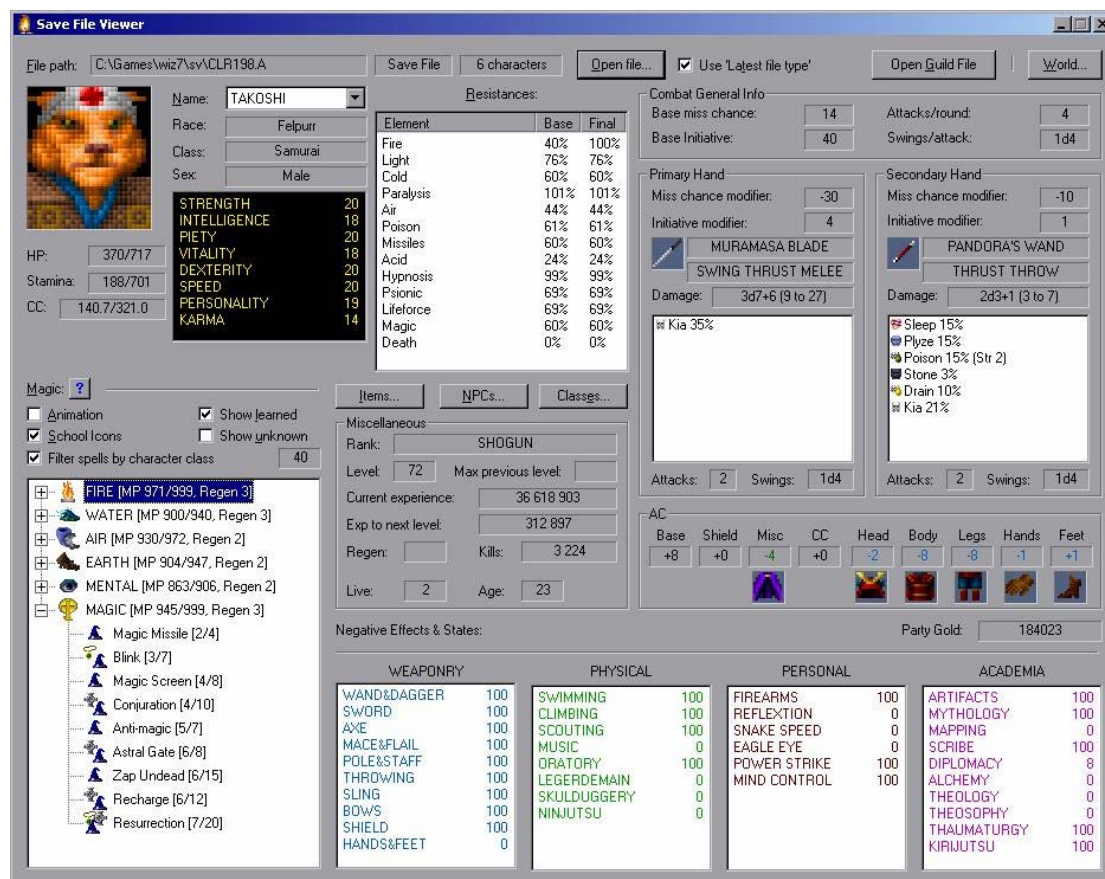 Save File Viewer
File path: C:\Games\wiz7\sv\CLR198.A Save File 6 characters Open file... Use 'Latest file type' Open Guild File World...
Name: TAKOSHI
Race: Felpurr
Class: Samurai
Sex: Male
STRENGTH 20
INTELLIGENCE 18
PIETY 20
VITALITY 18
DEXTERITY 20
SPEED 20
PERSONALITY 19
KARMA 14
HP: 370/717
Stamina: 188/701
CC: 140.7/321.0
Resistances:
Element Base Final
Fire 40% 100%
Light 76% 76%
Cold 60% 60%
Paralysis 101% 101%
Air 44% 44%
Poison 61% 61%
Missiles 60% 60%
Acid 24% 24%
Hypnosis 99% 99%
Psionic 69% 69%
Lifeforce 69% 69%
Magic 60% 60%
Death 0% 0%
Combat General Info
Base miss chance: 14 Attacks/round: 4
Base Initiative: 40 Swings/attack: 1d4
Primary Hand
Miss chance modifier: -30
Initiative modifier: 4
MURAMASA BLADE
SWING THRUST MELEE
Damage: 3d7+6 (9 to 27)
Kia 35%
Attacks: 2 Swings: 1d4
Secondary Hand
Miss chance modifier: -10
Initiative modifier: 1
PANDORA'S WAND
THRUST THROW
Damage: 2d3+1 (3 to 7)
Sleep 15%
Plyze 15%
Poison 15% (Str 2)
Stone 3%
Drain 10%
Kia 21%
Attacks: 2 Swings: 1d4
Magic: ?
Animation Show learned
School Icons Show unknown
Filter spells by character class 40
FIRE [MP 971/999, Regen 3]
WATER [MP 900/940, Regen 3]
AIR [MP 930/972, Regen 2]
EARTH [MP 904/947, Regen 2]
MENTAL [MP 863/906, Regen 2]
MAGIC [MP 945/999, Regen 3]
Magic Missile [2/4]
Blink [3/7]
Magic Screen [4/8]
Conjuration [4/10]
Anti-magic [5/7]
Astral Gate [6/8]
Zap Undead [6/15]
Recharge [6/12]
Resurrection [7/20]
Items... NPCs... Classes...
Miscellaneous
Rank: SHOGUN
Level: 72 Max previous level:
Current experience: 36 618 903
Exp to next level: 312 897
Regen: Kills: 3 224
Live: 2 Age: 23
AC
Base Shield Misc CC Head Body Legs Hands Feet
+8 +0 -4 +0 -2 -8 -8 -1 +1
Negative Effects & States: Party Gold: 184023
WEAPONRY
WAND&DAGGER 100
SWORD 100
AXE 100
MACE&FLAIL 100
POLE&STAFF 100
THROWING 100
SLING 100
BOWS 100
SHIELD 100
HANDS&FEET 0
PHYSICAL
SWIMMING 100
CLIMBING 100
SCOUTING 100
MUSIC 0
ORATORY 100
LEGERDEMAIN 0
SKULDUGGERY 0
NINJUTSU 0
PERSONAL
FIREARMS 100
REFLEXTION 0
SNAKE SPEED 0
EAGLE EYE 0
POWER STRIKE 100
MIND CONTROL 100
ACADEMIA
ARTIFACTS 100
MYTHOLOGY 100
MAPPING 0
SCRIBE 100
DIPLOMACY 8
ALCHEMY 0
THEOLOGY 0
THEOSOPHY 0
THAUMATURGY 100
KIRIJUTSU 100